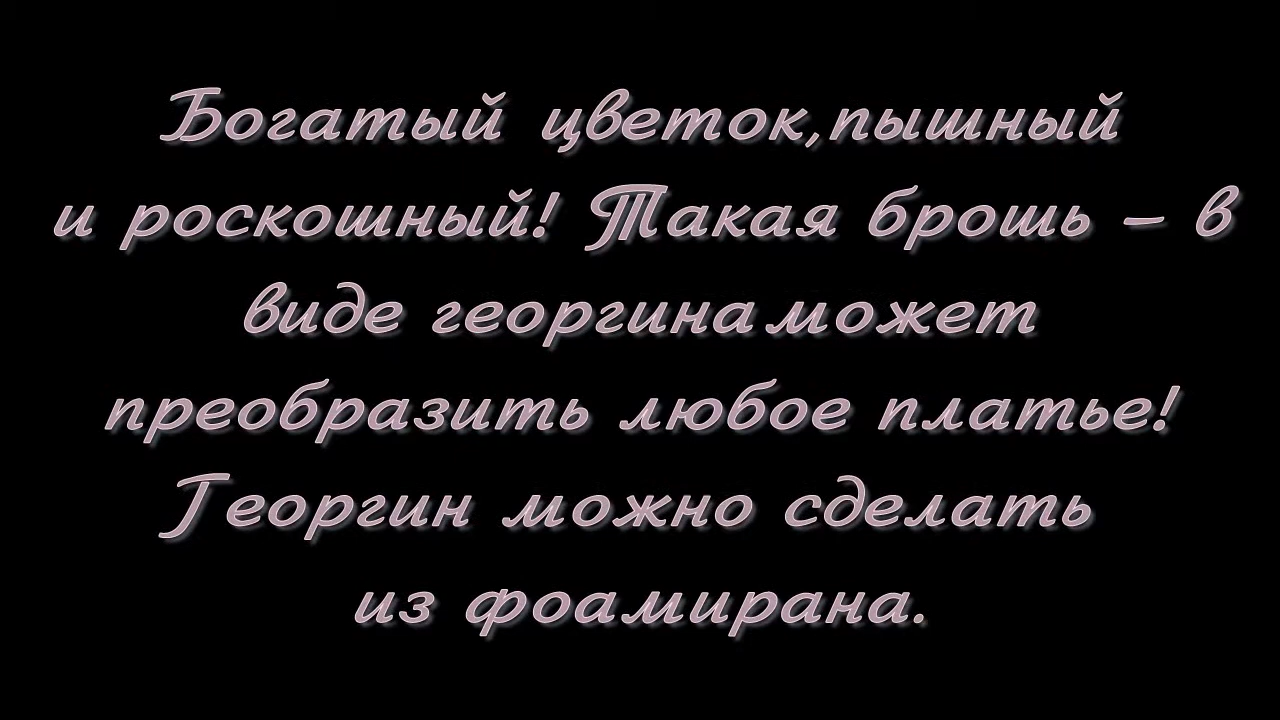 Богатый цветок,пышный
и роскошный! Такая брошь – в
виде георгина может
преобразить любое платье!
Георгин можно сделать
из фоамирана.